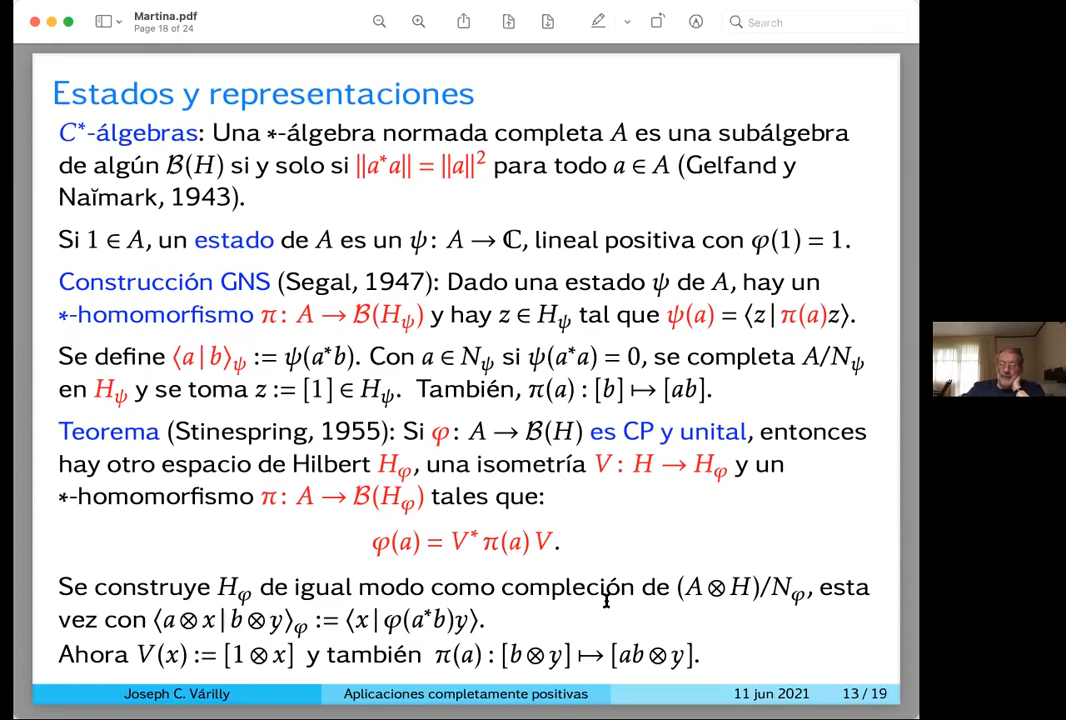 Martina.pdf
Page 18 of 24
Search
Estados y representaciones
C*-álgebras: Una ∗-álgebra normada completa A es una subálgebra
de algún ℬ(H) si y solo si ||a*a|| = ||a||² para todo a ∈ A (Gelfand y
Naĭmark, 1943).
Si 1 ∈ A, un estado de A es un ψ: A → ℂ, lineal positiva con φ(1) = 1.
Construcción GNS (Segal, 1947): Dado una estado ψ de A, hay un
∗-homomorfismo π: A → ℬ(H_ψ) y hay z ∈ H_ψ tal que ψ(a) = ⟨z | π(a)z⟩.
Se define ⟨a | b⟩_ψ := ψ(a*b). Con a ∈ N_ψ si ψ(a*a) = 0, se completa A/N_ψ
en H_ψ y se toma z := [1] ∈ H_ψ. También, π(a) : [b] ↦ [ab].
Teorema (Stinespring, 1955): Si φ: A → ℬ(H) es CP y unital, entonces
hay otro espacio de Hilbert H_φ, una isometría V: H → H_φ y un
∗-homomorfismo π: A → ℬ(H_φ) tales que:
φ(a) = V* π(a) V.
Se construye H_φ de igual modo como compleción de (A ⊗ H)/N_φ, esta
vez con ⟨a ⊗ x | b ⊗ y⟩_φ := ⟨x | φ(a*b)y⟩.
Ahora V(x) := [1 ⊗ x] y también π(a) : [b ⊗ y] ↦ [ab ⊗ y].
Joseph C. Várilly Aplicaciones completamente positivas 11 jun 2021 13 / 19